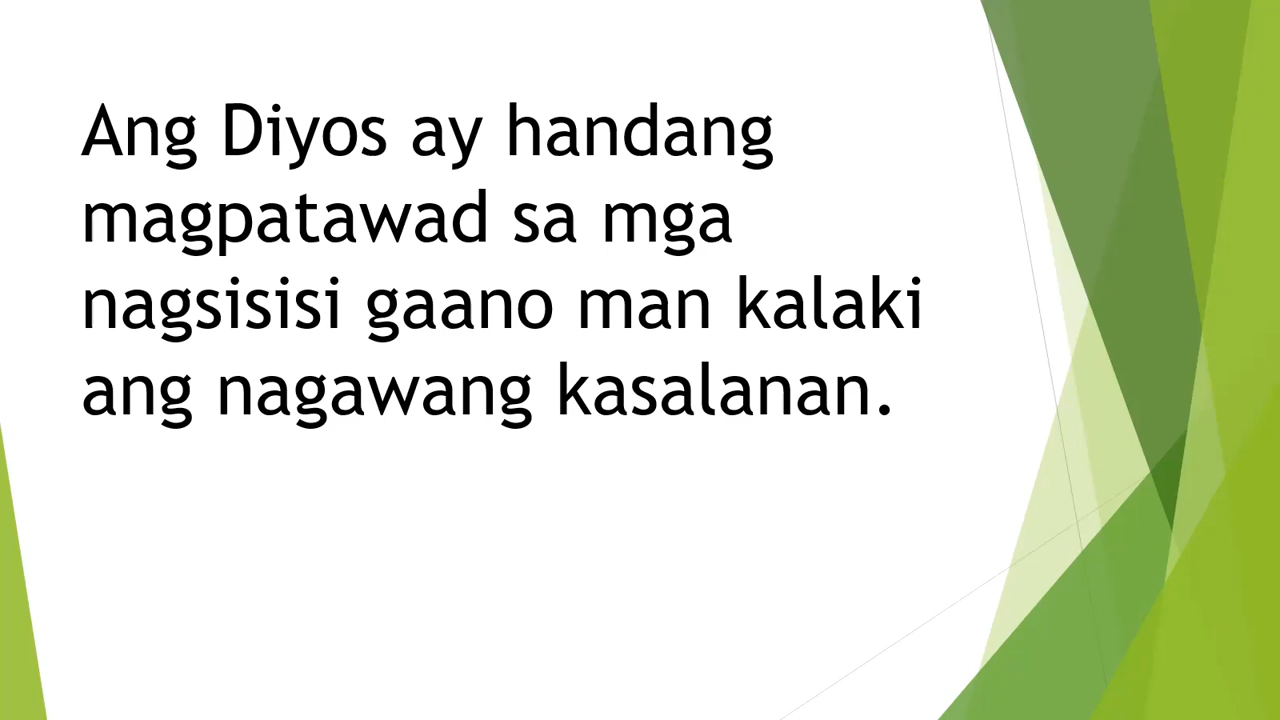 Ang Diyos ay handang
magpatawad sa mga
nagsisisi gaano man kalaki
ang nagawang kasalanan.